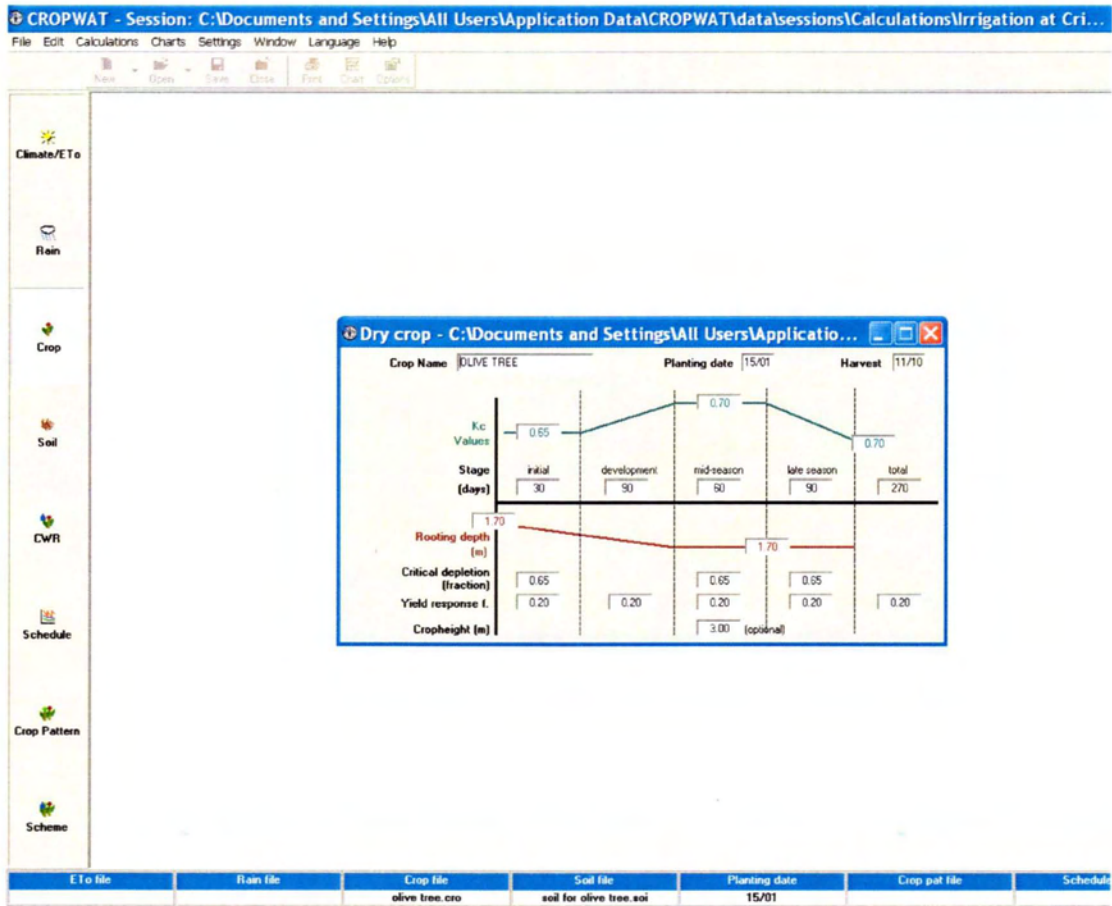 CROPWAT - Session: C:\Documents and Settings\All Users\Application Data\CROPWAT\data\sessions\Calculations\Irrigation at Cri...
File Edit Calculations Charts Settings Window Language Help
New Open Save Close Print Chart Options
Climate/ETo
Rain
Crop
Soil
CWR
Schedule
Crop Pattern
Scheme
Dry crop - C:\Documents and Settings\All Users\Applicatio...
Crop Name OLIVE TREE Planting date 15/01 Harvest 11/10
Kc Values 0.65 0.70 0.70
Stage initial development mid-season late season total
(days) 30 90 60 90 270
Rooting depth (m) 1.70 1.70
Critical depletion (fraction) 0.65 0.65 0.65
Yield response f. 0.20 0.20 0.20 0.20 0.20
Cropheight (m) 3.00 (optional)
ETo file Rain file Crop file Soil file Planting date Crop pat file Schedule
olive tree.cro soil for olive tree.soi 15/01